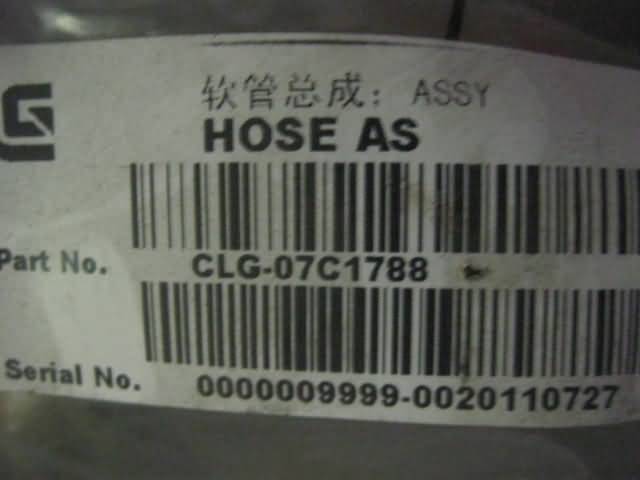 软管总成：ASSY
HOSE AS
Part No. CLG-07C1788
Serial No. 0000009999-0020110727